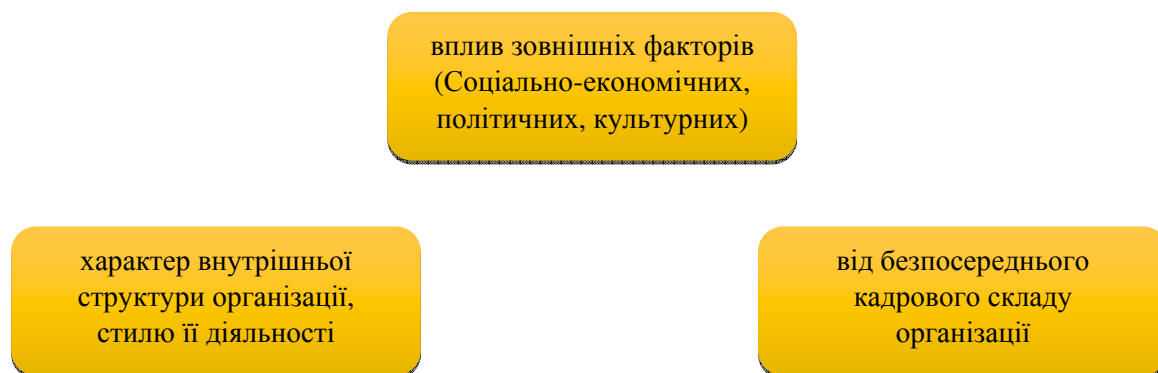 вплив зовнішніх факторів
(Соціально-економічних,
політичних, культурних)
характер внутрішньої
структури організації,
стилю її діяльності
від безпосереднього
кадрового складу
організації